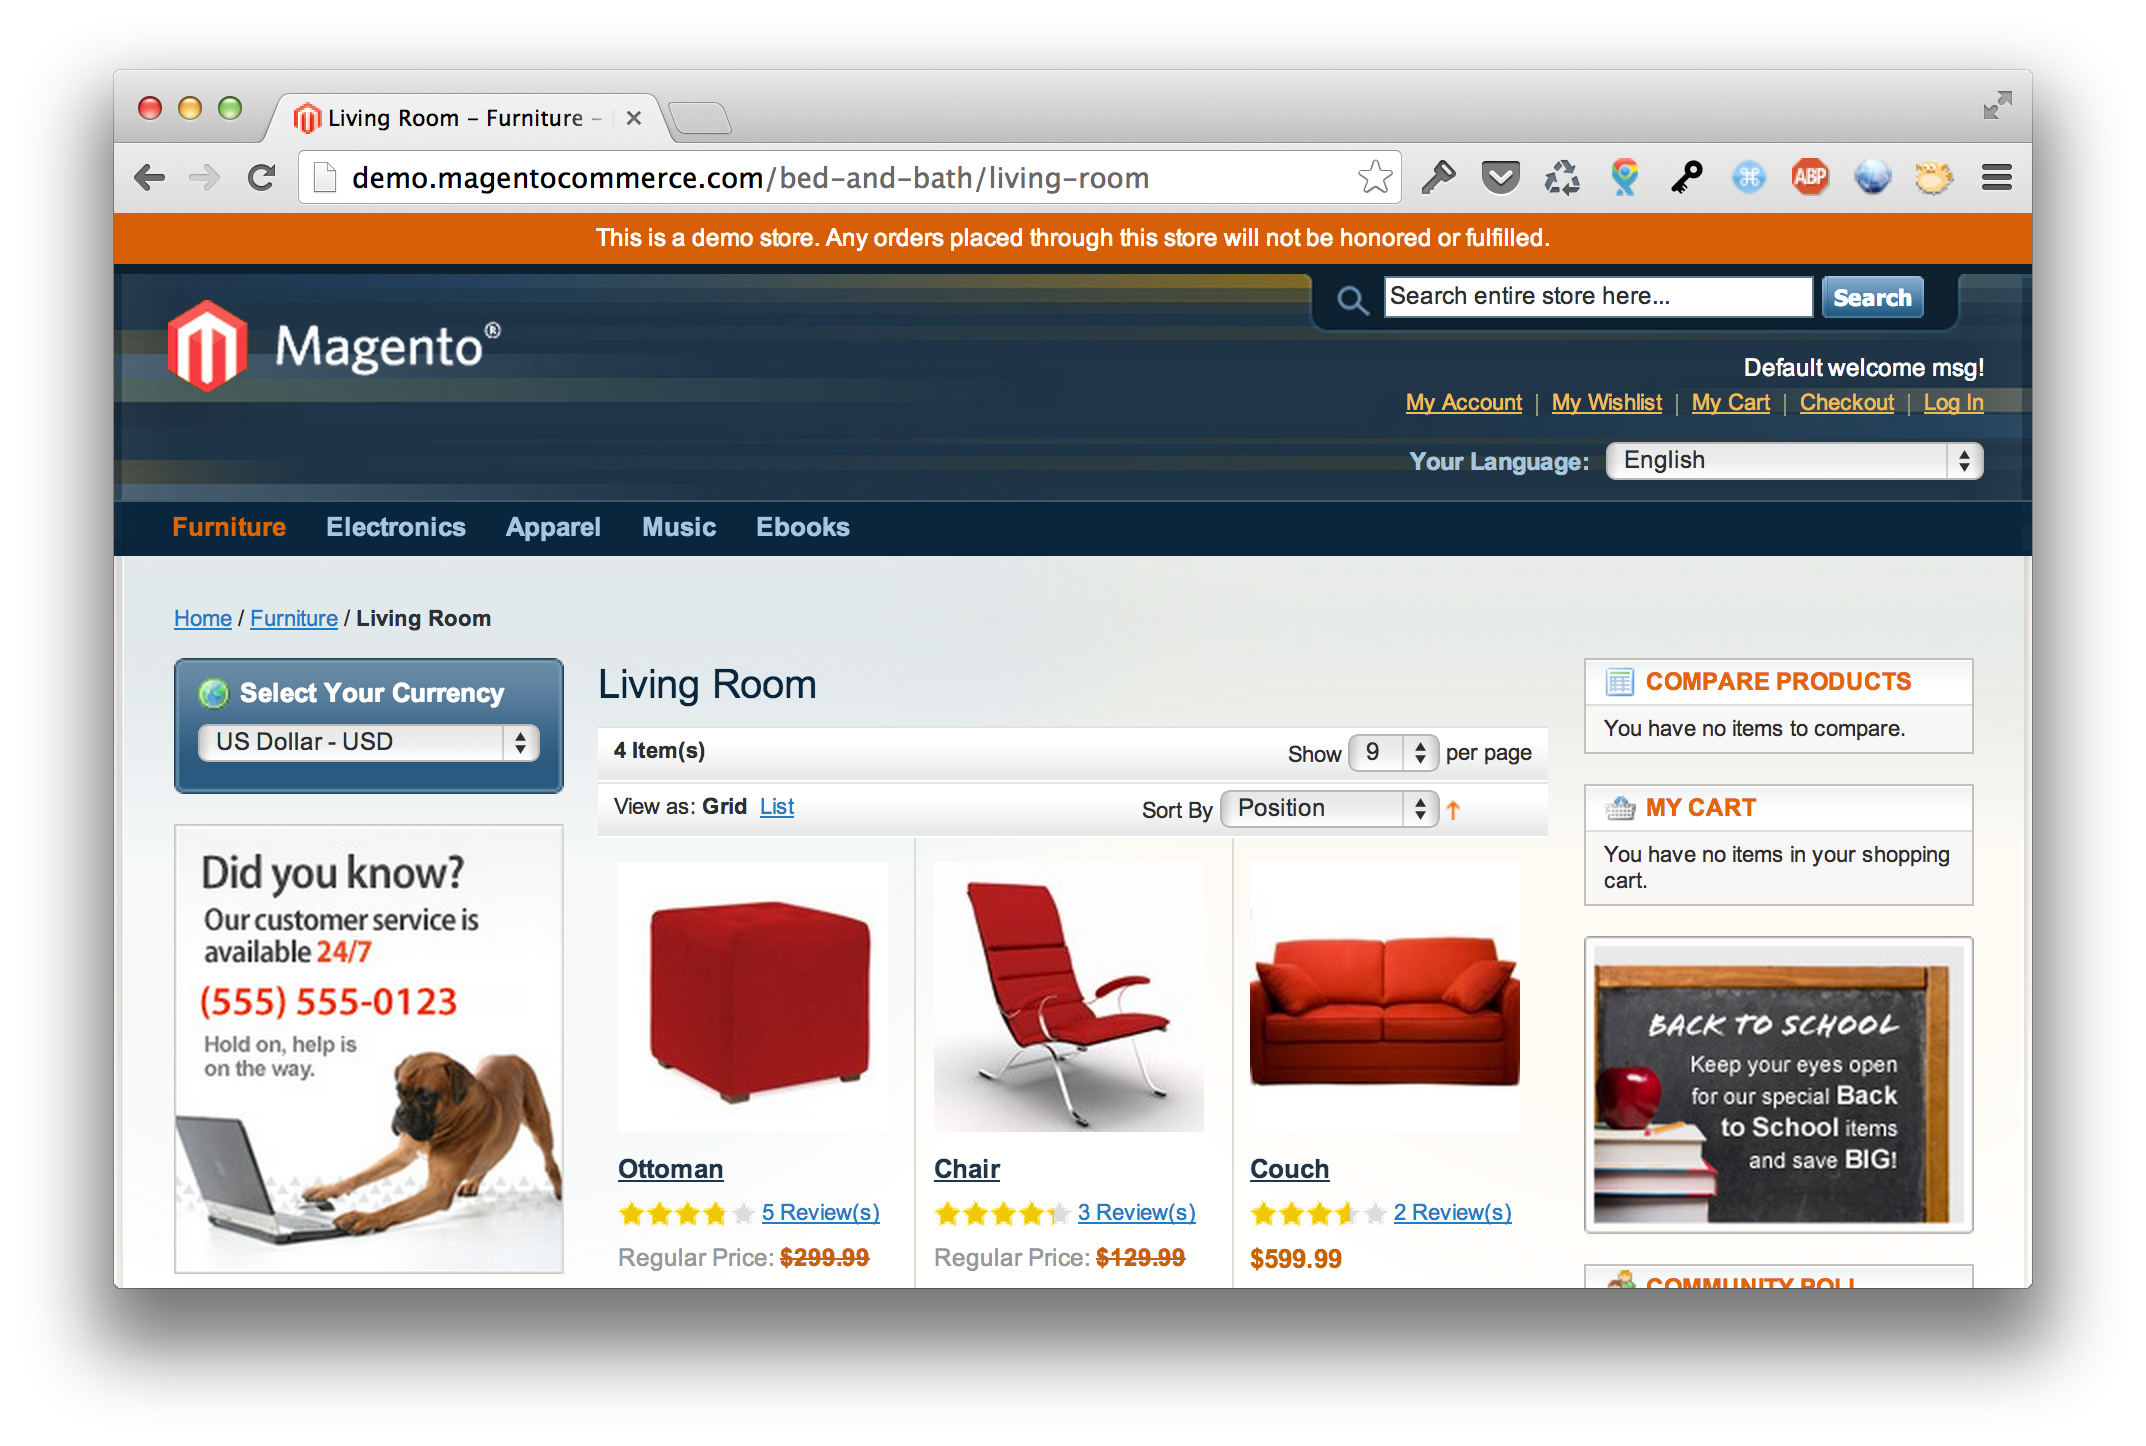 Living Room – Furniture –
demo.magentocommerce.com/bed-and-bath/living-room
ABP
This is a demo store. Any orders placed through this store will not be honored or fulfilled.
Search entire store here...
Search
Magento®
Default welcome msg!
My Account | My Wishlist | My Cart | Checkout | Log In
Your Language: English
Furniture Electronics Apparel Music Ebooks
Home / Furniture / Living Room
Select Your Currency
US Dollar - USD
Did you know?
Our customer service is
available 24/7
(555) 555-0123
Hold on, help is
on the way.
Living Room
4 Item(s)
Show 9 per page
View as: Grid List
Sort By Position
Ottoman
5 Review(s)
Regular Price: $299.99
Chair
3 Review(s)
Regular Price: $129.99
Couch
2 Review(s)
$599.99
COMPARE PRODUCTS
You have no items to compare.
MY CART
You have no items in your shopping
cart.
BACK TO SCHOOL
Keep your eyes open
for our special Back
to School items
and save BIG!
COMMUNITY POLL